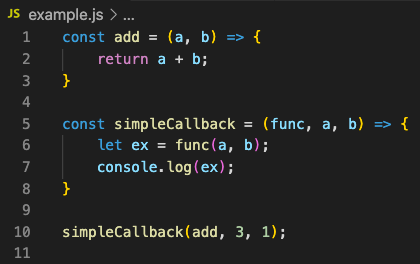 JS example.js > ...
1 const add = (a, b) => {
2     return a + b;
3 }
4
5 const simpleCallback = (func, a, b) => {
6     let ex = func(a, b);
7     console.log(ex);
8 }
9
10 simpleCallback(add, 3, 1);
11